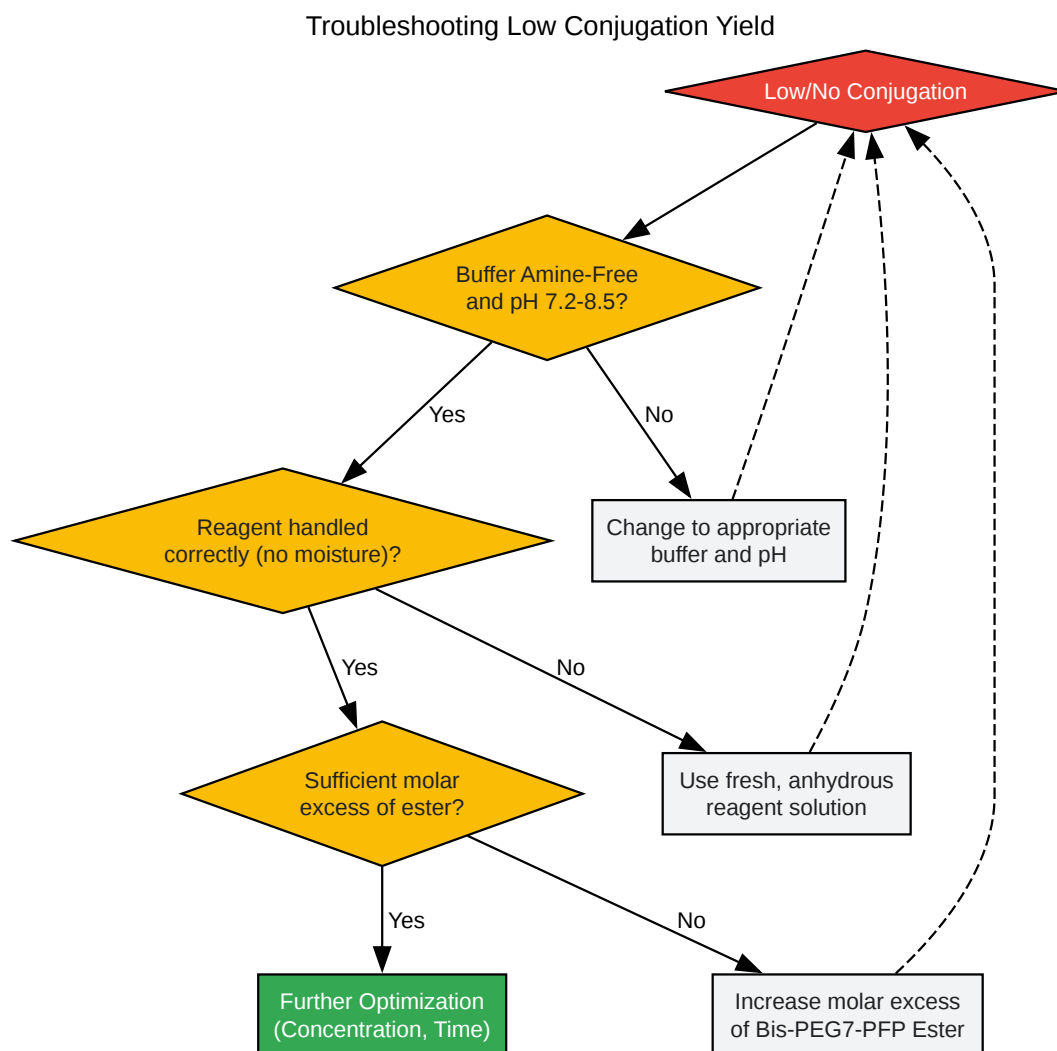 Troubleshooting Low Conjugation Yield
Low/No Conjugation
Buffer Amine-Free
and pH 7.2-8.5?
Yes
No
Reagent handled
correctly (no moisture)?
Change to appropriate
buffer and pH
Yes
No
Sufficient molar
excess of ester?
Use fresh, anhydrous
reagent solution
Yes
No
Further Optimization
(Concentration, Time)
Increase molar excess
of Bis-PEG7-PFP Ester